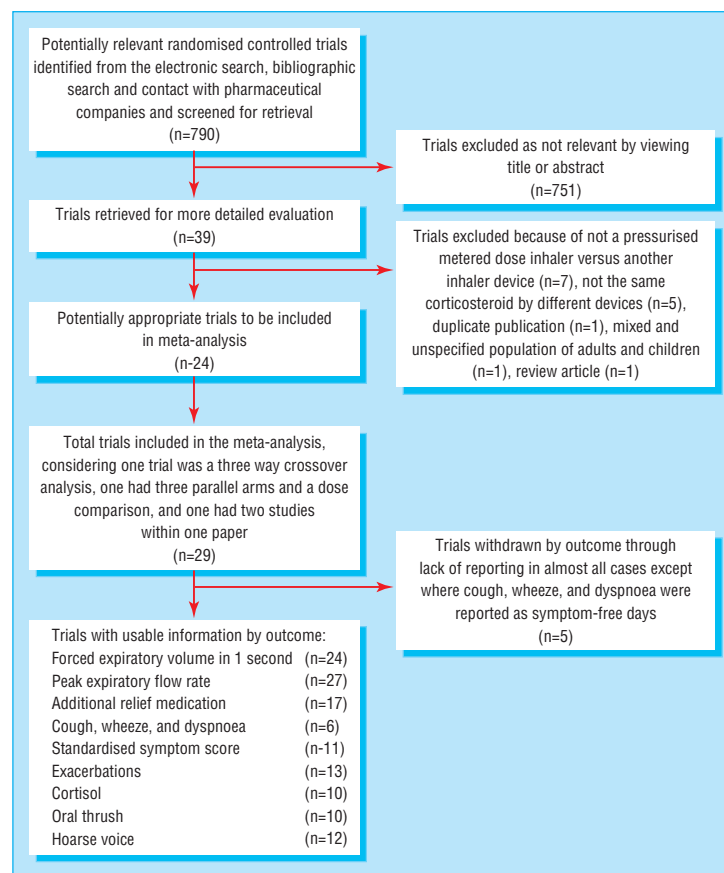 Potentially relevant randomised controlled trials
identified from the electronic search, bibliographic
search and contact with pharmaceutical
companies and screened for retrieval
(n=790)
Trials excluded as not relevant by viewing
title or abstract
(n=751)
Trials retrieved for more detailed evaluation
(n=39)
Trials excluded because of not a pressurised
metered dose inhaler versus another
inhaler device (n=7), not the same
corticosteroid by different devices (n=5),
duplicate publication (n=1), mixed and
unspecified population of adults and children
(n=1), review article (n=1)
Potentially appropriate trials to be included
in meta-analysis
(n-24)
Total trials included in the meta-analysis,
considering one trial was a three way crossover
analysis, one had three parallel arms and a dose
comparison, and one had two studies
within one paper
(n=29)
Trials withdrawn by outcome through
lack of reporting in almost all cases except
where cough, wheeze, and dyspnoea were
reported as symptom-free days
(n=5)
Trials with usable information by outcome:
Forced expiratory volume in 1 second (n=24)
Peak expiratory flow rate (n=27)
Additional relief medication (n=17)
Cough, wheeze, and dyspnoea (n=6)
Standardised symptom score (n-11)
Exacerbations (n=13)
Cortisol (n=10)
Oral thrush (n=10)
Hoarse voice (n=12)